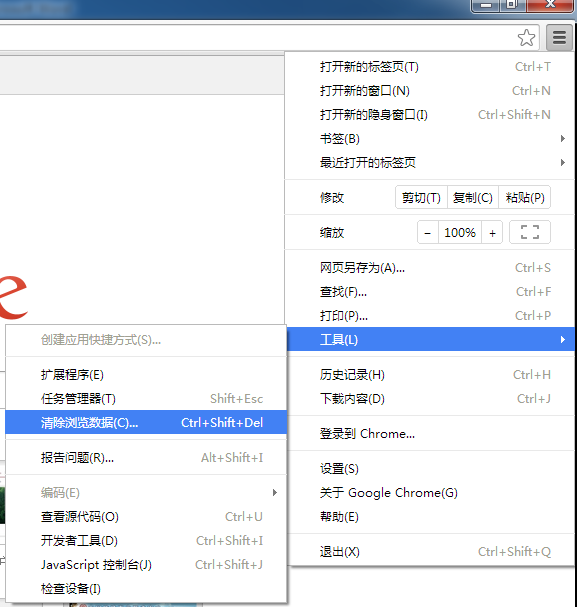 打开新的标签页(T) Ctrl+T
打开新的窗口(N) Ctrl+N
打开新的隐身窗口(I) Ctrl+Shift+N
书签(B)
最近打开的标签页
修改 剪切(T) 复制(C) 粘贴(P)
缩放 − 100% +
网页另存为(A)... Ctrl+S
查找(F)... Ctrl+F
打印(P)... Ctrl+P
工具(L)
历史记录(H) Ctrl+H
下载内容(D) Ctrl+J
登录到 Chrome...
设置(S)
关于 Google Chrome(G)
帮助(E)
退出(X) Ctrl+Shift+Q
e
创建应用快捷方式(S)...
扩展程序(E)
任务管理器(T) Shift+Esc
清除浏览数据(C)... Ctrl+Shift+Del
报告问题(R)... Alt+Shift+I
编码(E)
查看源代码(O) Ctrl+U
开发者工具(D) Ctrl+Shift+I
JavaScript 控制台(J) Ctrl+Shift+J
检查设备(I)